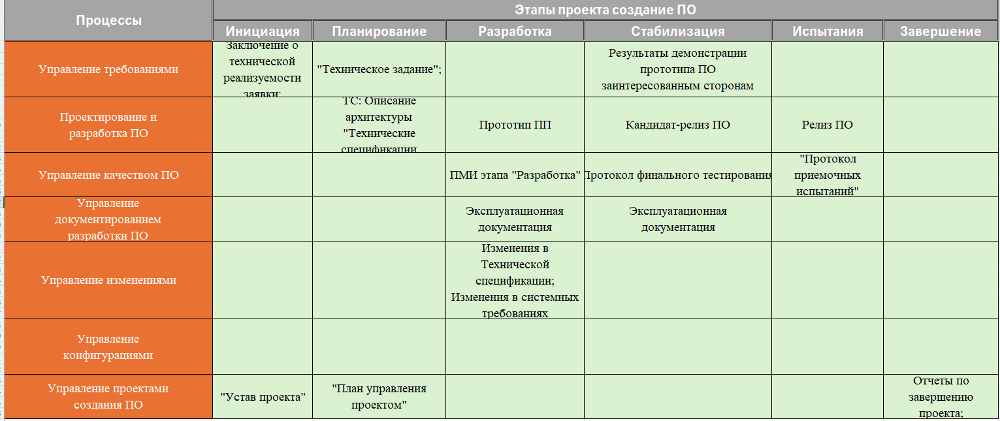 Процессы
Этапы проекта создание ПО
Инициация
Планирование
Разработка
Стабилизация
Испытания
Завершение
Управление требованиями
Заключение о
технической
реализуемости
заявки;
"Техническое задание";
Результаты демонстрации
прототипа ПО
заинтересованным сторонам
Проектирование и
разработка ПО
ТС: Описание
архитектуры
"Технические
спецификации
Прототип ПП
Кандидат-релиз ПО
Релиз ПО
Управление качеством ПО
ПМИ этапа "Разработка"
Протокол финального тестирования
"Протокол
приемочных
испытаний"
Управление
документированием
разработки ПО
Эксплуатационная
документация
Эксплуатационная
документация
Управление изменениями
Изменения в
Технической
спецификации;
Изменения в системных
требованиях
Управление
конфигурациями
Управление проектами
создания ПО
"Устав проекта"
"План управления
проектом"
Отчеты по
завершению
проекта;